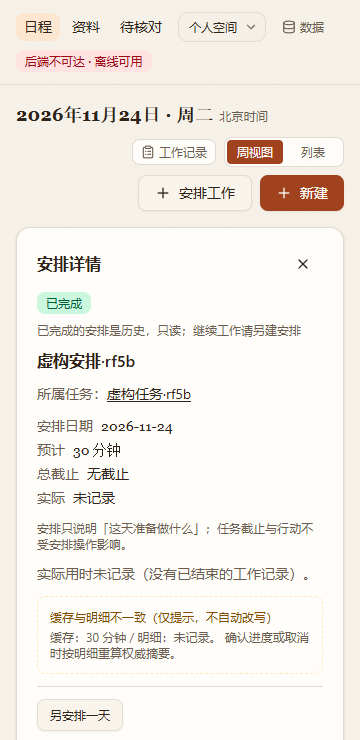 日程 资料 待核对 个人空间 数据
后端不可达 · 离线可用
2026年11月24日 · 周二 北京时间
工作记录 周视图 列表
安排工作 新建
安排详情
已完成
已完成的安排是历史，只读；继续工作请另建安排
虚构安排·rf5b
所属任务：虚构任务·rf5b
安排日期 2026-11-24
预计 30 分钟
总截止 无截止
实际 未记录
安排只说明「这天准备做什么」；任务截止与行动不
受安排操作影响。
实际用时未记录（没有已结束的工作记录）。
缓存与明细不一致（仅提示，不自动改写）
缓存：30 分钟 / 明细：未记录。 确认进度或取消
时按明细重算权威摘要。
另安排一天